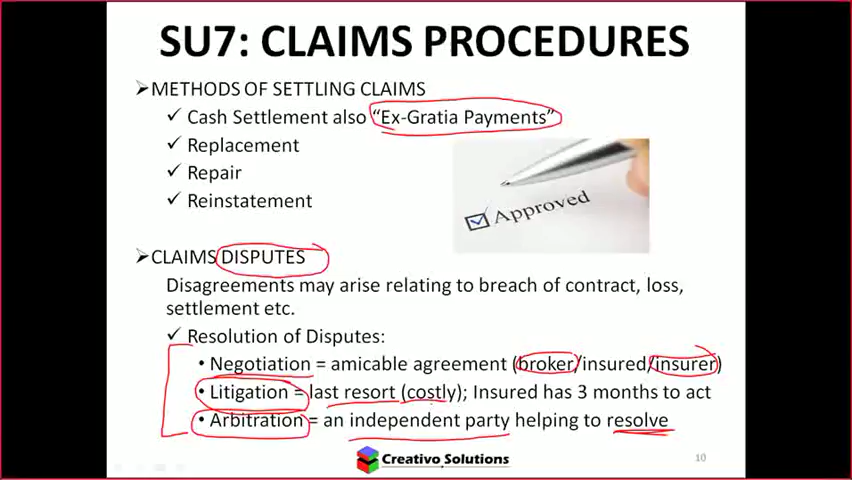 SU7: CLAIMS PROCEDURES
➢METHODS OF SETTLING CLAIMS
✓ Cash Settlement also “Ex-Gratia Payments”
✓ Replacement
✓ Repair
✓ Reinstatement
Approved
➢CLAIMS DISPUTES
Disagreements may arise relating to breach of contract, loss,
settlement etc.
✓ Resolution of Disputes:
• Negotiation = amicable agreement (broker/insured/insurer)
• Litigation = last resort (costly); Insured has 3 months to act
• Arbitration = an independent party helping to resolve
Creativo Solutions
10